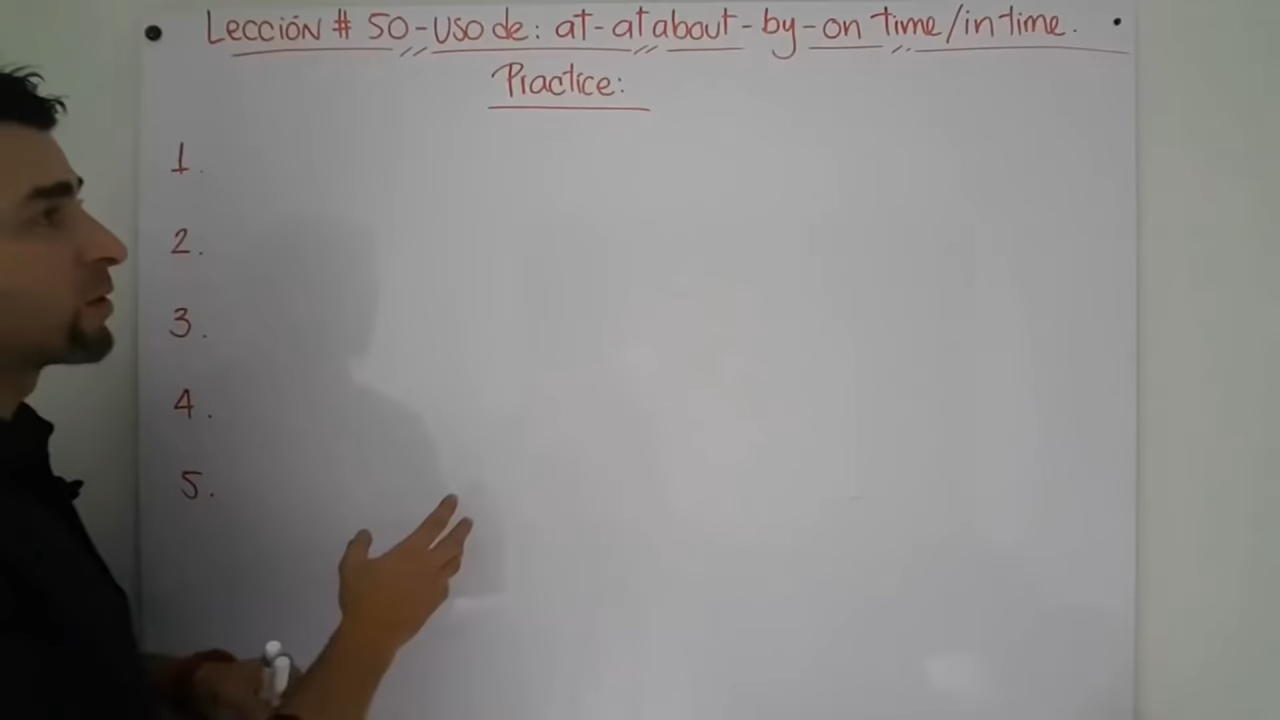 Lección # 50 - Uso de: at - at about - by - on time / in time.
Practice:
1.
2.
3.
4.
5.